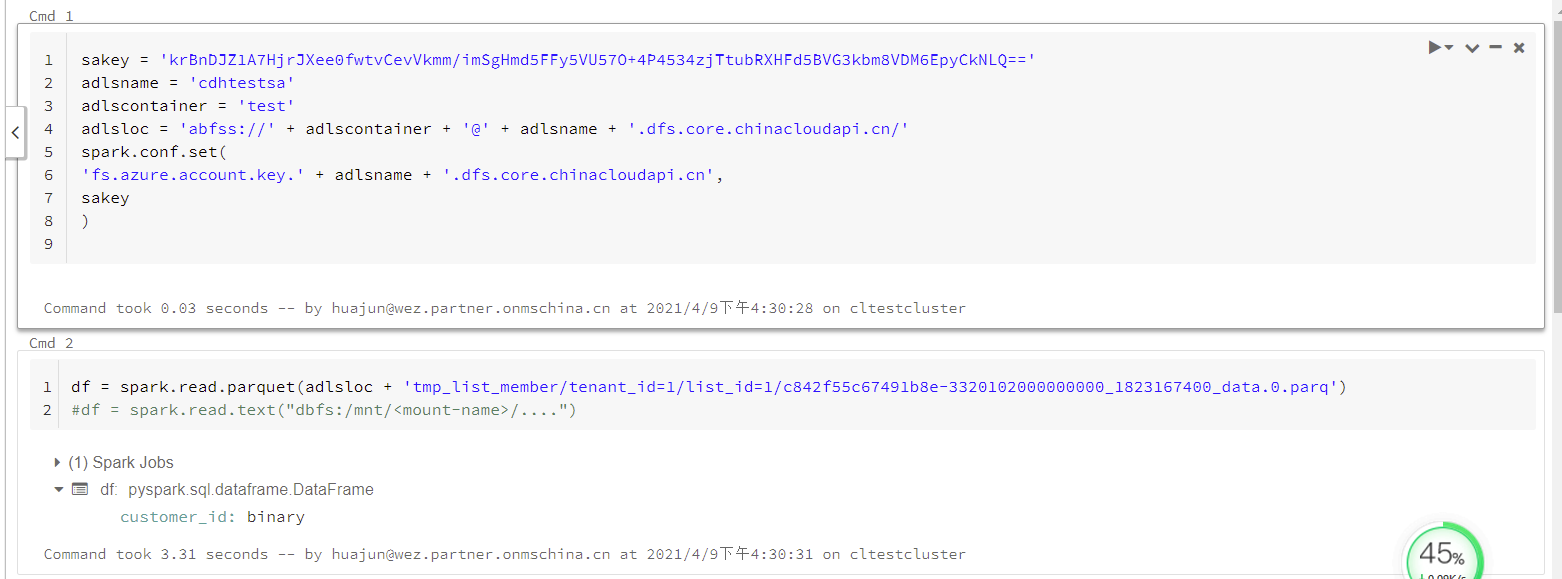 Cmd 1
1 sakey = 'krBnDJZlA7HjrJXee0fwtvCevVkmm/imSgHmd5FFy5VU57O+4P4534zjTtubRXHFd5BVG3kbm8VDM6EpyCkNLQ=='
2 adlsname = 'cdhtestsa'
3 adlscontainer = 'test'
4 adlsloc = 'abfss://' + adlscontainer + '@' + adlsname + '.dfs.core.chinacloudapi.cn/'
5 spark.conf.set(
6 'fs.azure.account.key.' + adlsname + '.dfs.core.chinacloudapi.cn',
7 sakey
8 )
9
Command took 0.03 seconds -- by huajun@wez.partner.onmschina.cn at 2021/4/9下午4:30:28 on cltestcluster
Cmd 2
1 df = spark.read.parquet(adlsloc + 'tmp_list_member/tenant_id=1/list_id=1/c842f55c67491b8e-3320102000000000_1823167400_data.0.parq')
2 #df = spark.read.text("dbfs:/mnt/<mount-name>/....")
(1) Spark Jobs
df: pyspark.sql.dataframe.DataFrame
customer_id: binary
Command took 3.31 seconds -- by huajun@wez.partner.onmschina.cn at 2021/4/9下午4:30:31 on cltestcluster
45%